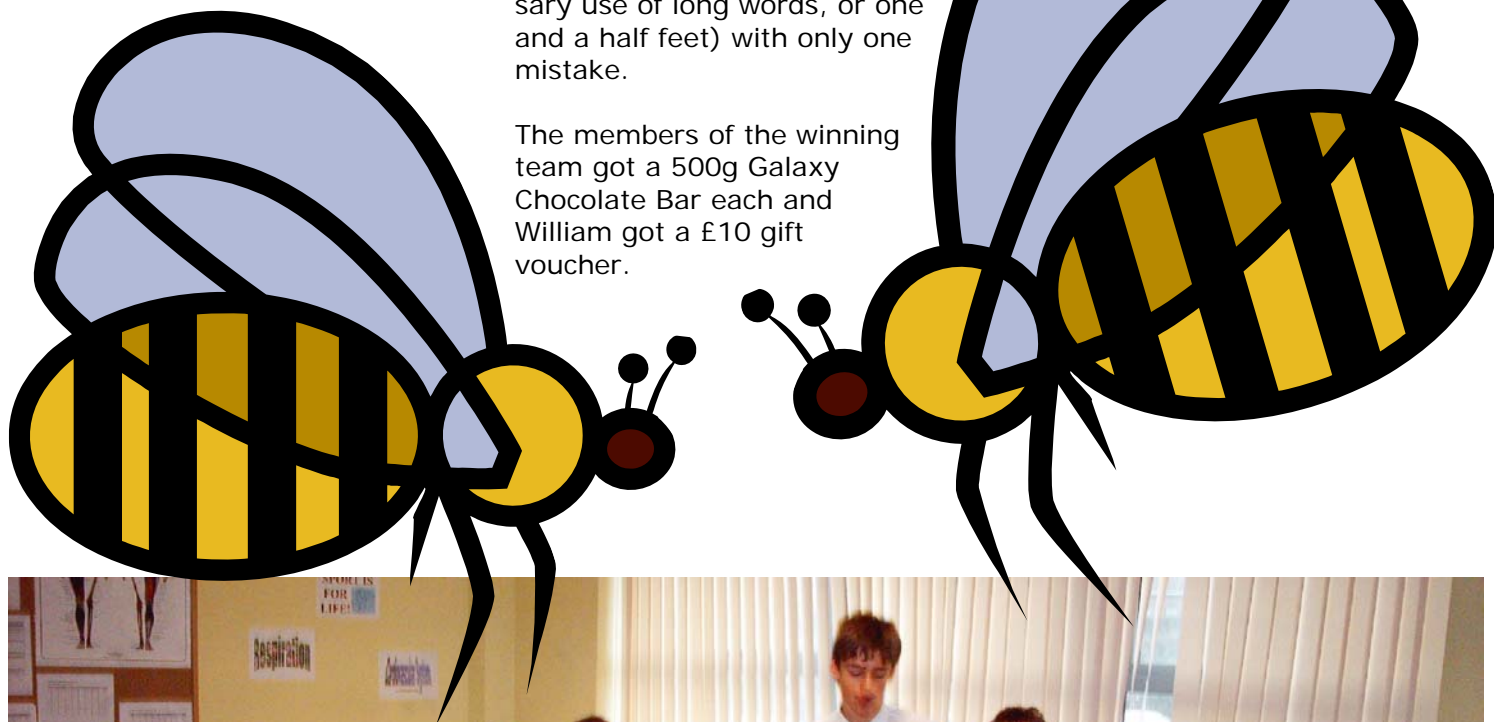 sary use of long words, or one
and a half feet) with only one
mistake.
The members of the winning
team got a 500g Galaxy
Chocolate Bar each and
William got a £10 gift
voucher.
SPORT IS
FOR
LIFE!
Respiration